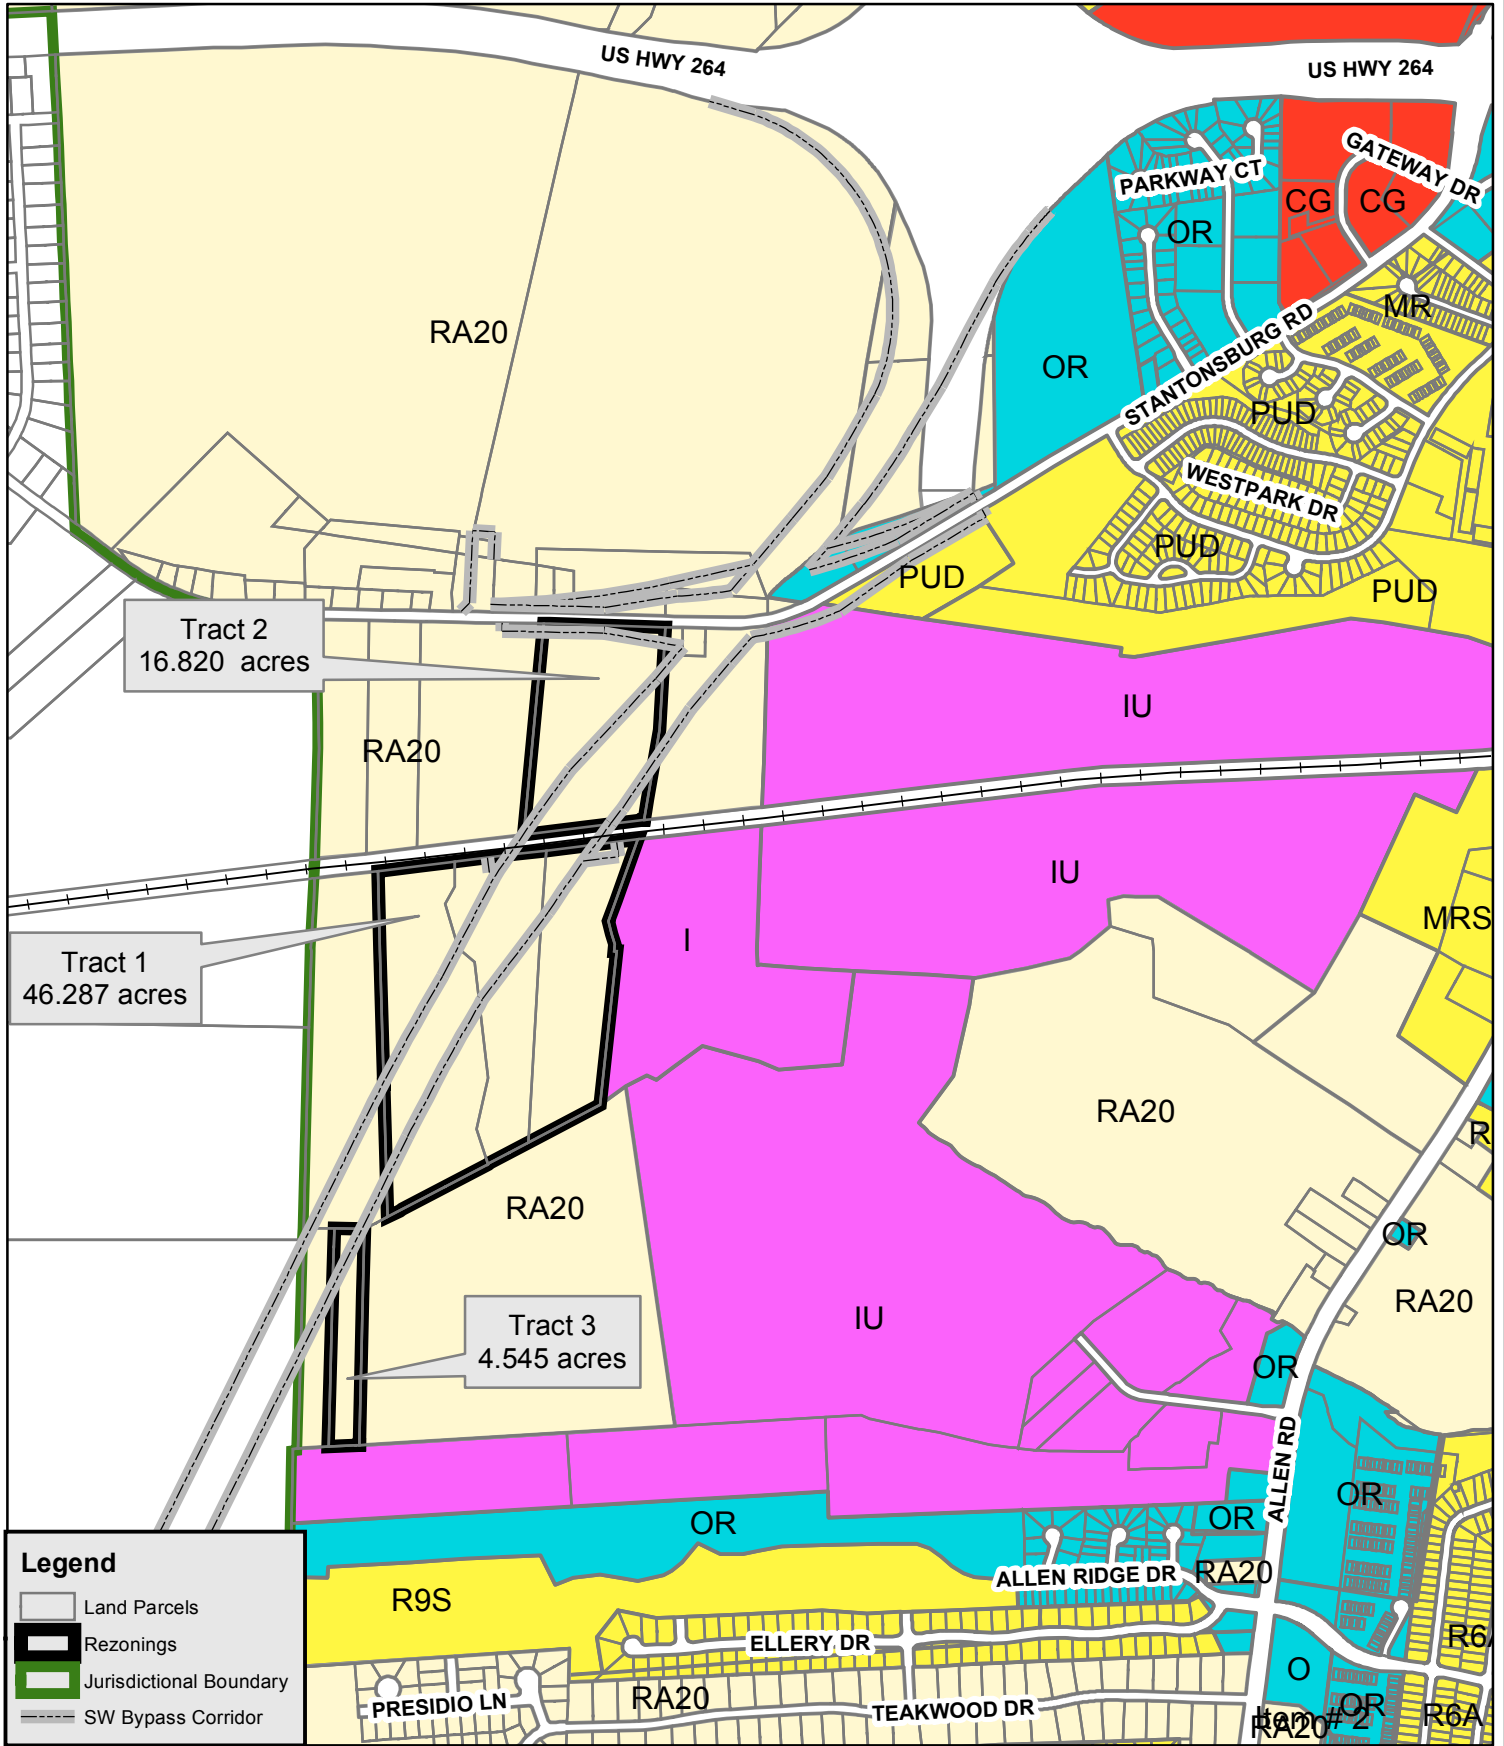 US HWY 264
US HWY 264
GATEWAY DR
PARKWAY CT
CG
CG
OR
MR
RA20
OR
STANTONSBURG RD
PUD
WESTPARK DR
PUD
PUD
PUD
Tract 2
16.820 acres
IU
RA20
IU
MRS
I
Tract 1
46.287 acres
RA20
R
RA20
OR
RA20
IU
Tract 3
4.545 acres
OR
ALLEN RD
OR
OR
OR
Legend
Land Parcels
Rezonings
Jurisdictional Boundary
SW Bypass Corridor
ALLEN RIDGE DR
RA20
R9S
ELLERY DR
R6A
O
RA20
PRESIDIO LN
TEAKWOOD DR
OR
R6A
RA20
Item # 2